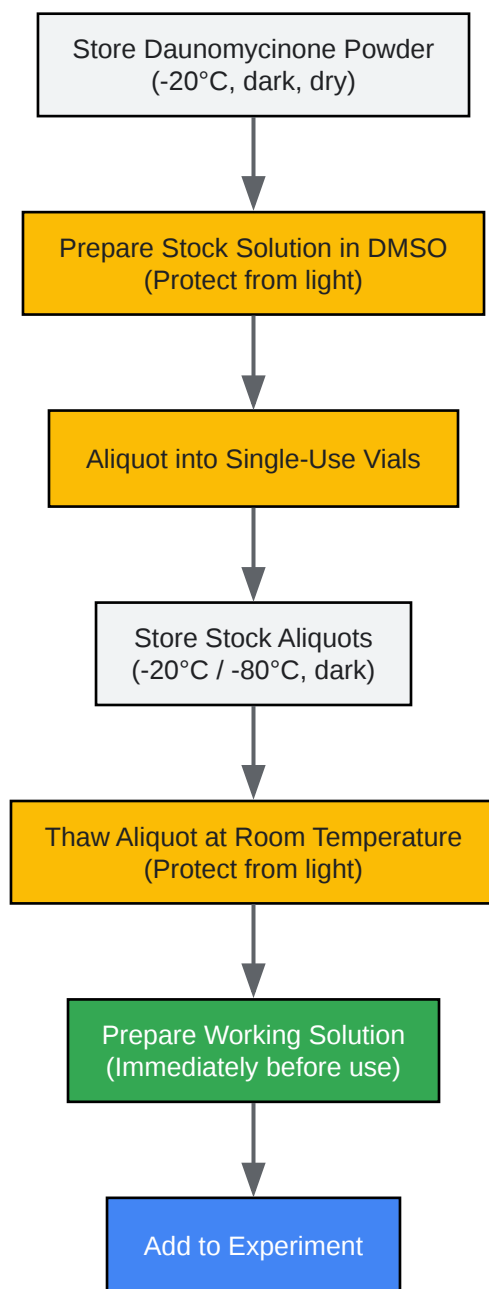 Store Daunomycinone Powder
(-20°C, dark, dry)
Prepare Stock Solution in DMSO
(Protect from light)
Aliquot into Single-Use Vials
Store Stock Aliquots
(-20°C / -80°C, dark)
Thaw Aliquot at Room Temperature
(Protect from light)
Prepare Working Solution
(Immediately before use)
Add to Experiment